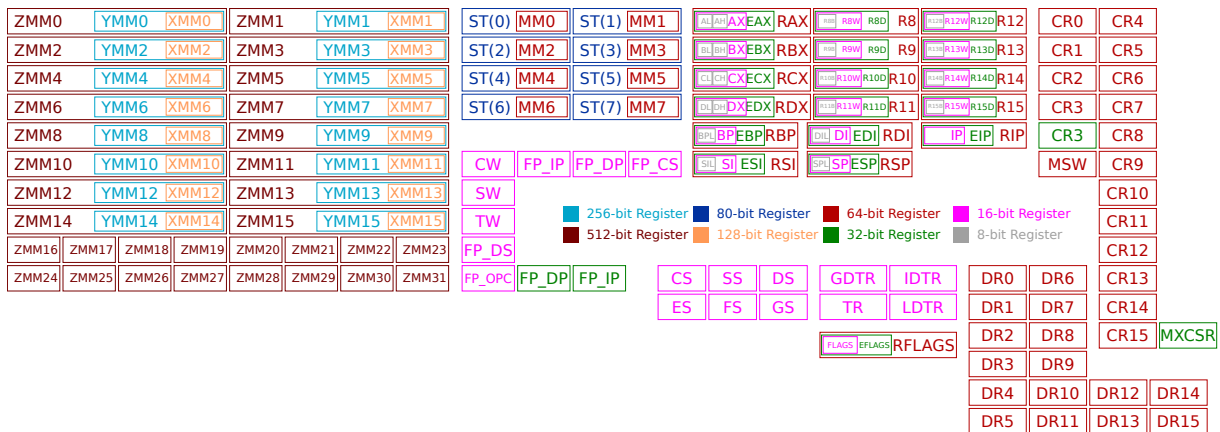 ZMM0 YMM0 XMM0 ZMM1 YMM1 XMM1 ST(0) MM0 ST(1) MM1 AL AH AX EAX RAX R8B R8W R8D R8 R12B R12W R12D R12 CR0 CR4
ZMM2 YMM2 XMM2 ZMM3 YMM3 XMM3 ST(2) MM2 ST(3) MM3 BL BH BX EBX RBX R9B R9W R9D R9 R13B R13W R13D R13 CR1 CR5
ZMM4 YMM4 XMM4 ZMM5 YMM5 XMM5 ST(4) MM4 ST(5) MM5 CL CH CX ECX RCX R10B R10W R10D R10 R14B R14W R14D R14 CR2 CR6
ZMM6 YMM6 XMM6 ZMM7 YMM7 XMM7 ST(6) MM6 ST(7) MM7 DL DH DX EDX RDX R11B R11W R11D R11 R15B R15W R15D R15 CR3 CR7
ZMM8 YMM8 XMM8 ZMM9 YMM9 XMM9 BPL BP EBP RBP DIL DI EDI RDI IP EIP RIP CR3 CR8
ZMM10 YMM10 XMM10 ZMM11 YMM11 XMM11 CW FP_IP FP_DP FP_CS SIL SI ESI RSI SPL SP ESP RSP MSW CR9
ZMM12 YMM12 XMM12 ZMM13 YMM13 XMM13 SW CR10
ZMM14 YMM14 XMM14 ZMM15 YMM15 XMM15 TW 256-bit Register 80-bit Register 64-bit Register 16-bit Register CR11
512-bit Register 128-bit Register 32-bit Register 8-bit Register
ZMM16 ZMM17 ZMM18 ZMM19 ZMM20 ZMM21 ZMM22 ZMM23 FP_DS CR12
ZMM24 ZMM25 ZMM26 ZMM27 ZMM28 ZMM29 ZMM30 ZMM31 FP_OPC FP_DP FP_IP CS SS DS GDTR IDTR DR0 DR6 CR13
ES FS GS TR LDTR DR1 DR7 CR14
FLAGS EFLAGS RFLAGS DR2 DR8 CR15 MXCSR
DR3 DR9
DR4 DR10 DR12 DR14
DR5 DR11 DR13 DR15